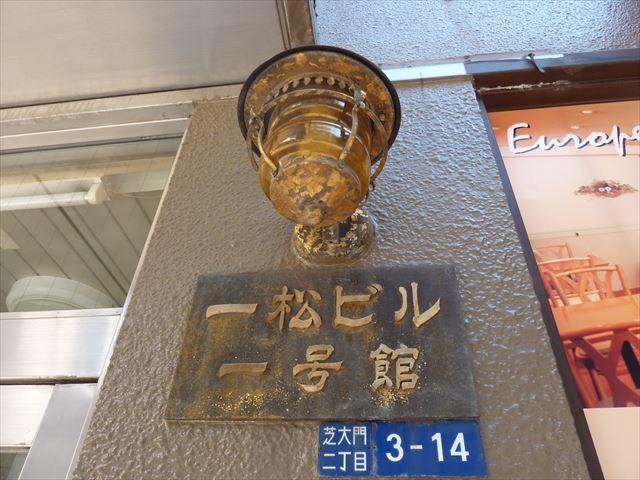 Europe
一松ビル
一号館
芝大門
二丁目
3-14